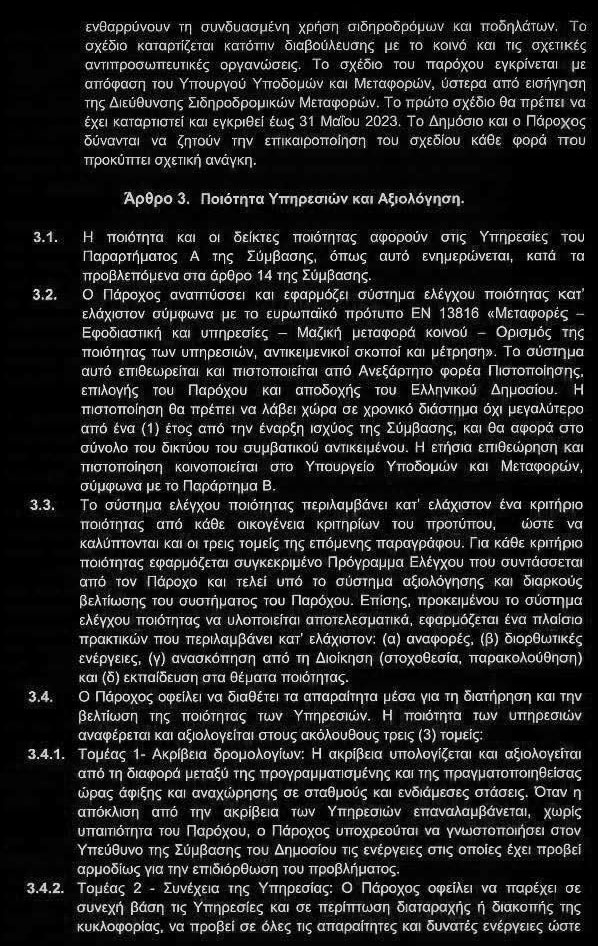 ενθαρρύνουν τη συνδυασμένη χρήση σιδηροδρόμων και ποδηλάτων. Το
σχέδιο καταρτίζεται κατόπιν διαβούλευσης με το κοινό και τις σχετικές
αντιπροσωπευτικές οργανώσεις. Το σχέδιο του παρόχου εγκρίνεται με
απόφαση του Υπουργού Υποδομών και Μεταφορών, ύστερα από εισήγηση
της Διεύθυνσης Σιδηροδρομικών Μεταφορών. Το πρώτο σχέδιο θα πρέπει να
έχει καταρτιστεί και εγκριθεί έως 31 Μαΐου 2023. Το Δημόσιο και ο Πάροχος
δύνανται να ζητούν την επικαιροποίηση του σχεδίου κάθε φορά που
προκύπτει σχετική ανάγκη.
Άρθρο 3. Ποιότητα Υπηρεσιών και Αξιολόγηση.
3.1. Η ποιότητα και οι δείκτες ποιότητας αφορούν στις Υπηρεσίες του
Παραρτήματος Α της Σύμβασης, όπως αυτό ενημερώνεται, κατά τα
προβλεπόμενα στα άρθρο 14 της Σύμβασης.
3.2. Ο Πάροχος αναπτύσσει και εφαρμόζει σύστημα ελέγχου ποιότητας κατ'
ελάχιστον σύμφωνα με το ευρωπαϊκό πρότυπο EN 13816 «Μεταφορές –
Εφοδιαστική και υπηρεσίες – Μαζική μεταφορά κοινού – Ορισμός της
ποιότητας των υπηρεσιών, αντικειμενικοί σκοποί και μέτρηση». Το σύστημα
αυτό επιθεωρείται και πιστοποιείται από Ανεξάρτητο φορέα Πιστοποίησης,
επιλογής του Παρόχου και αποδοχής του Ελληνικού Δημοσίου. Η
πιστοποίηση θα πρέπει να λάβει χώρα σε χρονικό διάστημα όχι μεγαλύτερο
από ένα (1) έτος από την έναρξη ισχύος της Σύμβασης, και θα αφορά στο
σύνολο του δικτύου του συμβατικού αντικειμένου. Η ετήσια επιθεώρηση και
πιστοποίηση κοινοποιείται στο Υπουργείο Υποδομών και Μεταφορών,
σύμφωνα με το Παράρτημα Β.
3.3. Το σύστημα ελέγχου ποιότητας περιλαμβάνει κατ' ελάχιστον ένα κριτήριο
ποιότητας από κάθε οικογένεια κριτηρίων του προτύπου, ώστε να
καλύπτονται και οι τρεις τομείς της επόμενης παραγράφου. Για κάθε κριτήριο
ποιότητας εφαρμόζεται συγκεκριμένο Πρόγραμμα Ελέγχου που συντάσσεται
από τον Πάροχο και τελεί υπό το σύστημα αξιολόγησης και διαρκούς
βελτίωσης του συστήματος του Παρόχου. Επίσης, προκειμένου το σύστημα
ελέγχου ποιότητας να υλοποιείται αποτελεσματικά, εφαρμόζεται ένα πλαίσιο
πρακτικών που περιλαμβάνει κατ' ελάχιστον: (α) αναφορές, (β) διορθωτικές
ενέργειες, (γ) ανασκόπηση από τη Διοίκηση (στοχοθεσία, παρακολούθηση)
και (δ) εκπαίδευση στα θέματα ποιότητας.
3.4. Ο Πάροχος οφείλει να διαθέτει τα απαραίτητα μέσα για τη διατήρηση και την
βελτίωση της ποιότητας των Υπηρεσιών. Η ποιότητα των υπηρεσιών
αναφέρεται και αξιολογείται στους ακόλουθους τρεις (3) τομείς:
3.4.1. Τομέας 1- Ακρίβεια δρομολογίων: Η ακρίβεια υπολογίζεται και αξιολογείται
από τη διαφορά μεταξύ της προγραμματισμένης και της πραγματοποιηθείσας
ώρας άφιξης και αναχώρησης σε σταθμούς και ενδιάμεσες στάσεις. Όταν η
απόκλιση από την ακρίβεια των Υπηρεσιών επαναλαμβάνεται, χωρίς
υπαιτιότητα του Παρόχου, ο Πάροχος υποχρεούται να γνωστοποιήσει στον
Υπεύθυνο της Σύμβασης του Δημοσίου τις ενέργειες στις οποίες έχει προβεί
αρμοδίως για την επιδιόρθωση του προβλήματος.
3.4.2. Τομέας 2 - Συνέχεια της Υπηρεσίας: Ο Πάροχος οφείλει να παρέχει σε
συνεχή βάση τις Υπηρεσίες και σε περίπτωση διαταραχής ή διακοπής της
κυκλοφορίας, να προβεί σε όλες τις απαραίτητες και δυνατές ενέργειες ώστε